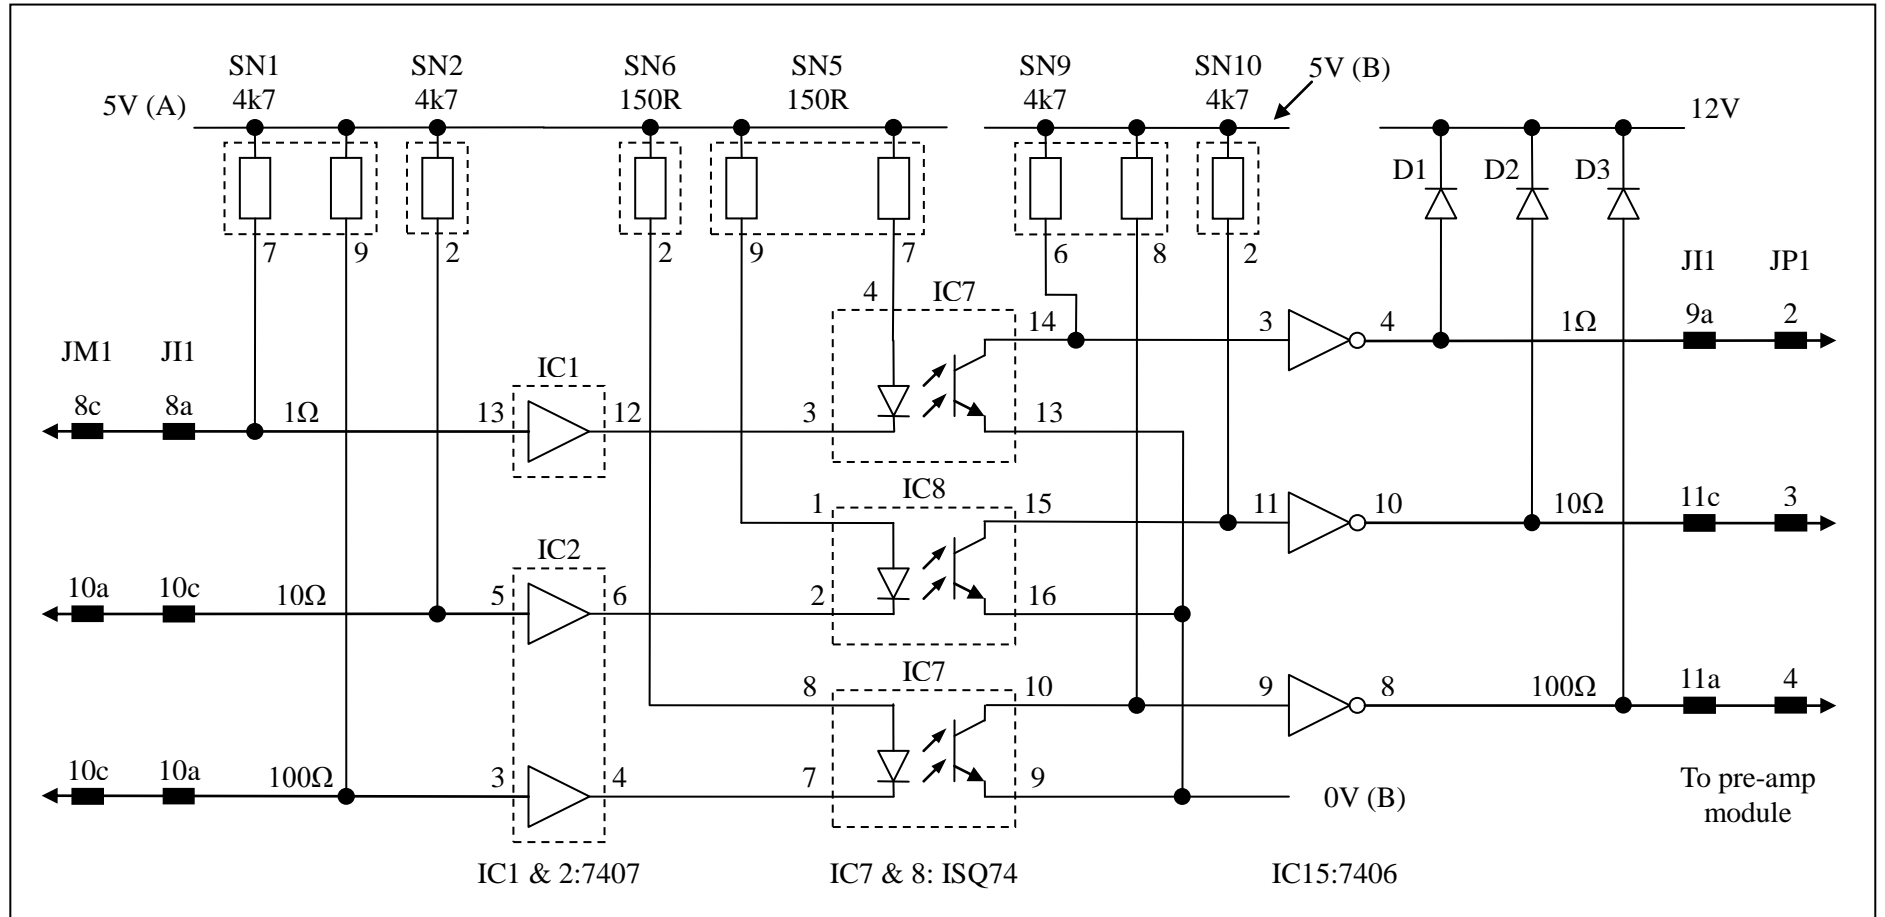 SN1 SN2 SN6 SN5 SN9 SN10 5V (B)
5V (A) 4k7 4k7 150R 150R 4k7 4k7 12V
D1 D2 D3
7 9 2 2 9 7 6 8 2 JI1 JP1
4 IC7
14 3 4 1Ω 9a 2
JM1 JI1
IC1
8c 8a 1Ω 13 12 3 13
IC8
1 15 11 10 10Ω 11c 3
IC2
10a 10c 10Ω 5 6 2 16
IC7
8 10 9 8 100Ω 11a 4
10c 10a 100Ω 3 4 7 9 0V (B) To pre-amp
module
IC1 & 2:7407 IC7 & 8: ISQ74 IC15:7406